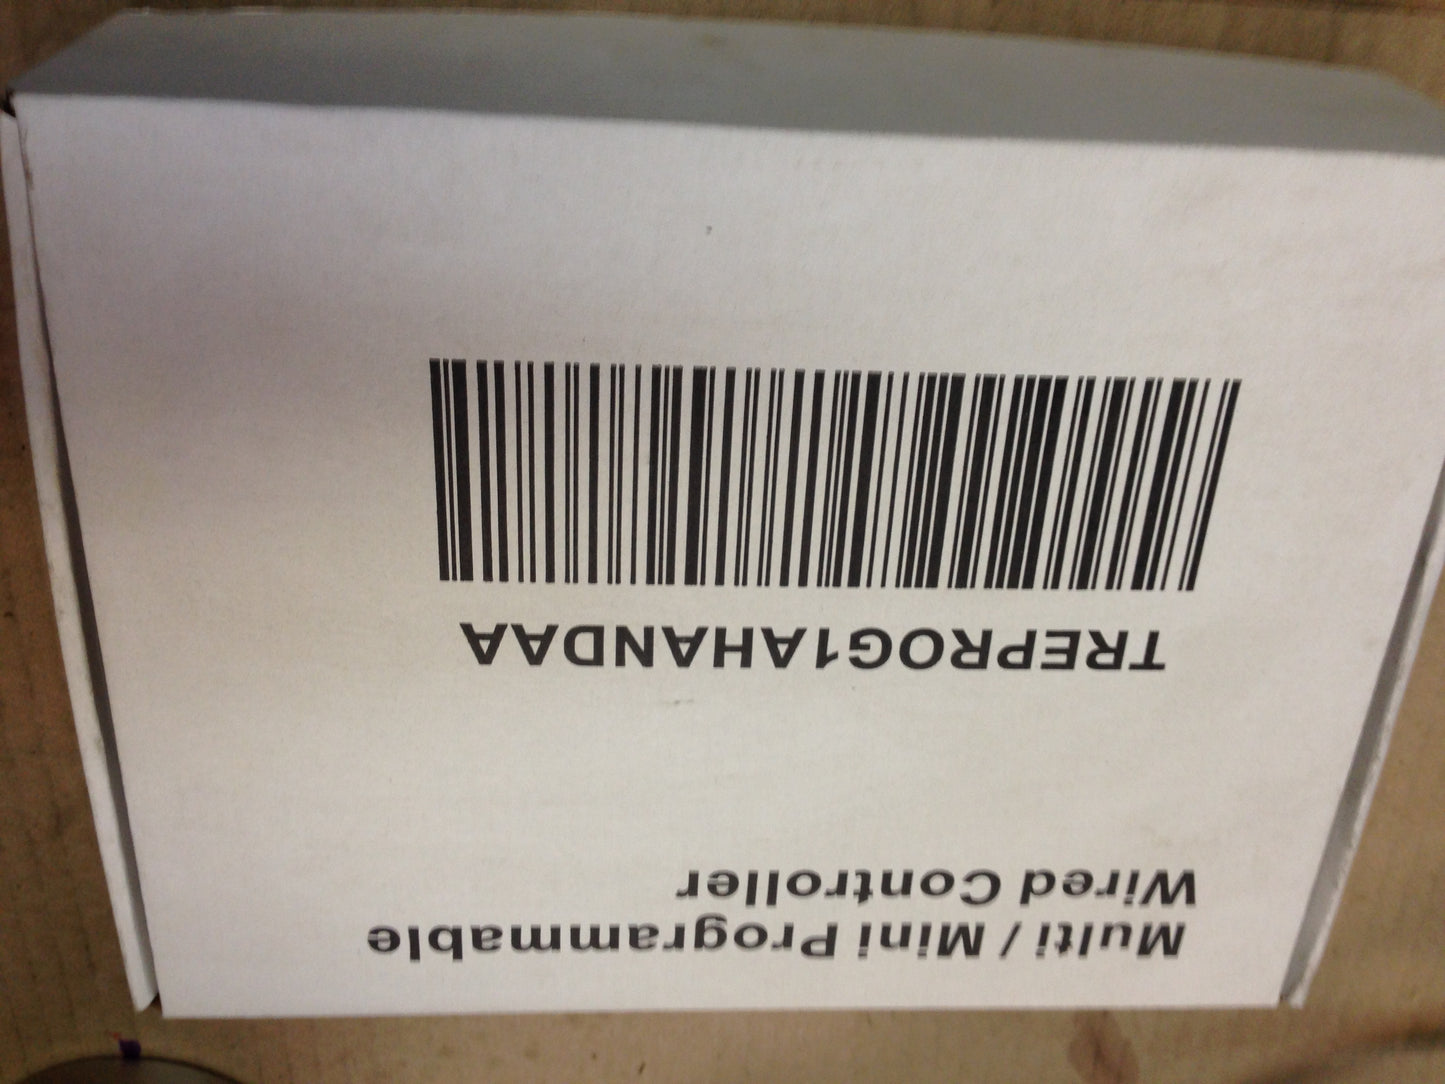 Multi / Mini Programmable
Wired Controller
TREPROG1AHANDAA